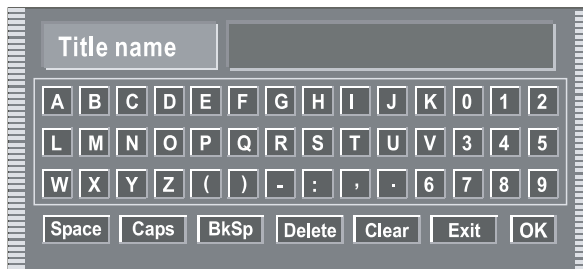 Title name
A B C D E F G H I J K 0 1 2
L M N O P Q R S T U V 3 4 5
W X Y Z ( ) - : , . 6 7 8 9
Space Caps BkSp Delete Clear Exit OK